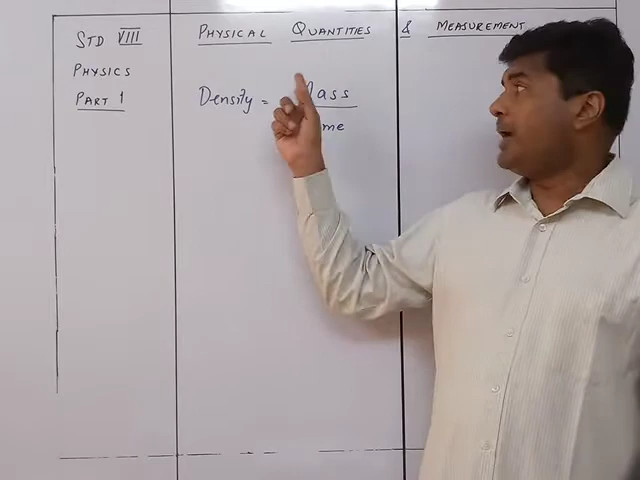 STD VIII
PHYSICS
PART 1
PHYSICAL QUANTITIES & MEASUREMENT
Density = Mass
me